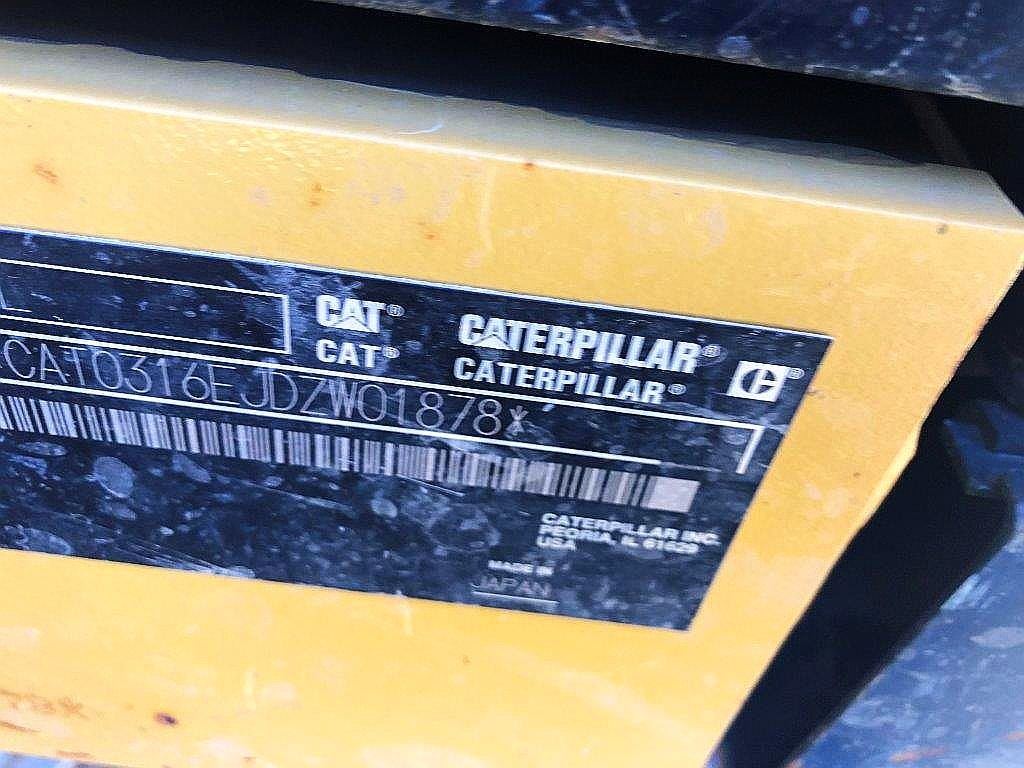 L
CAT® CATERPILLAR®
CAT® CATERPILLAR®
CAT0316EJDZW01878*
CATERPILLAR INC.
PEORIA, IL 61629
USA
MADE IN
JAPAN